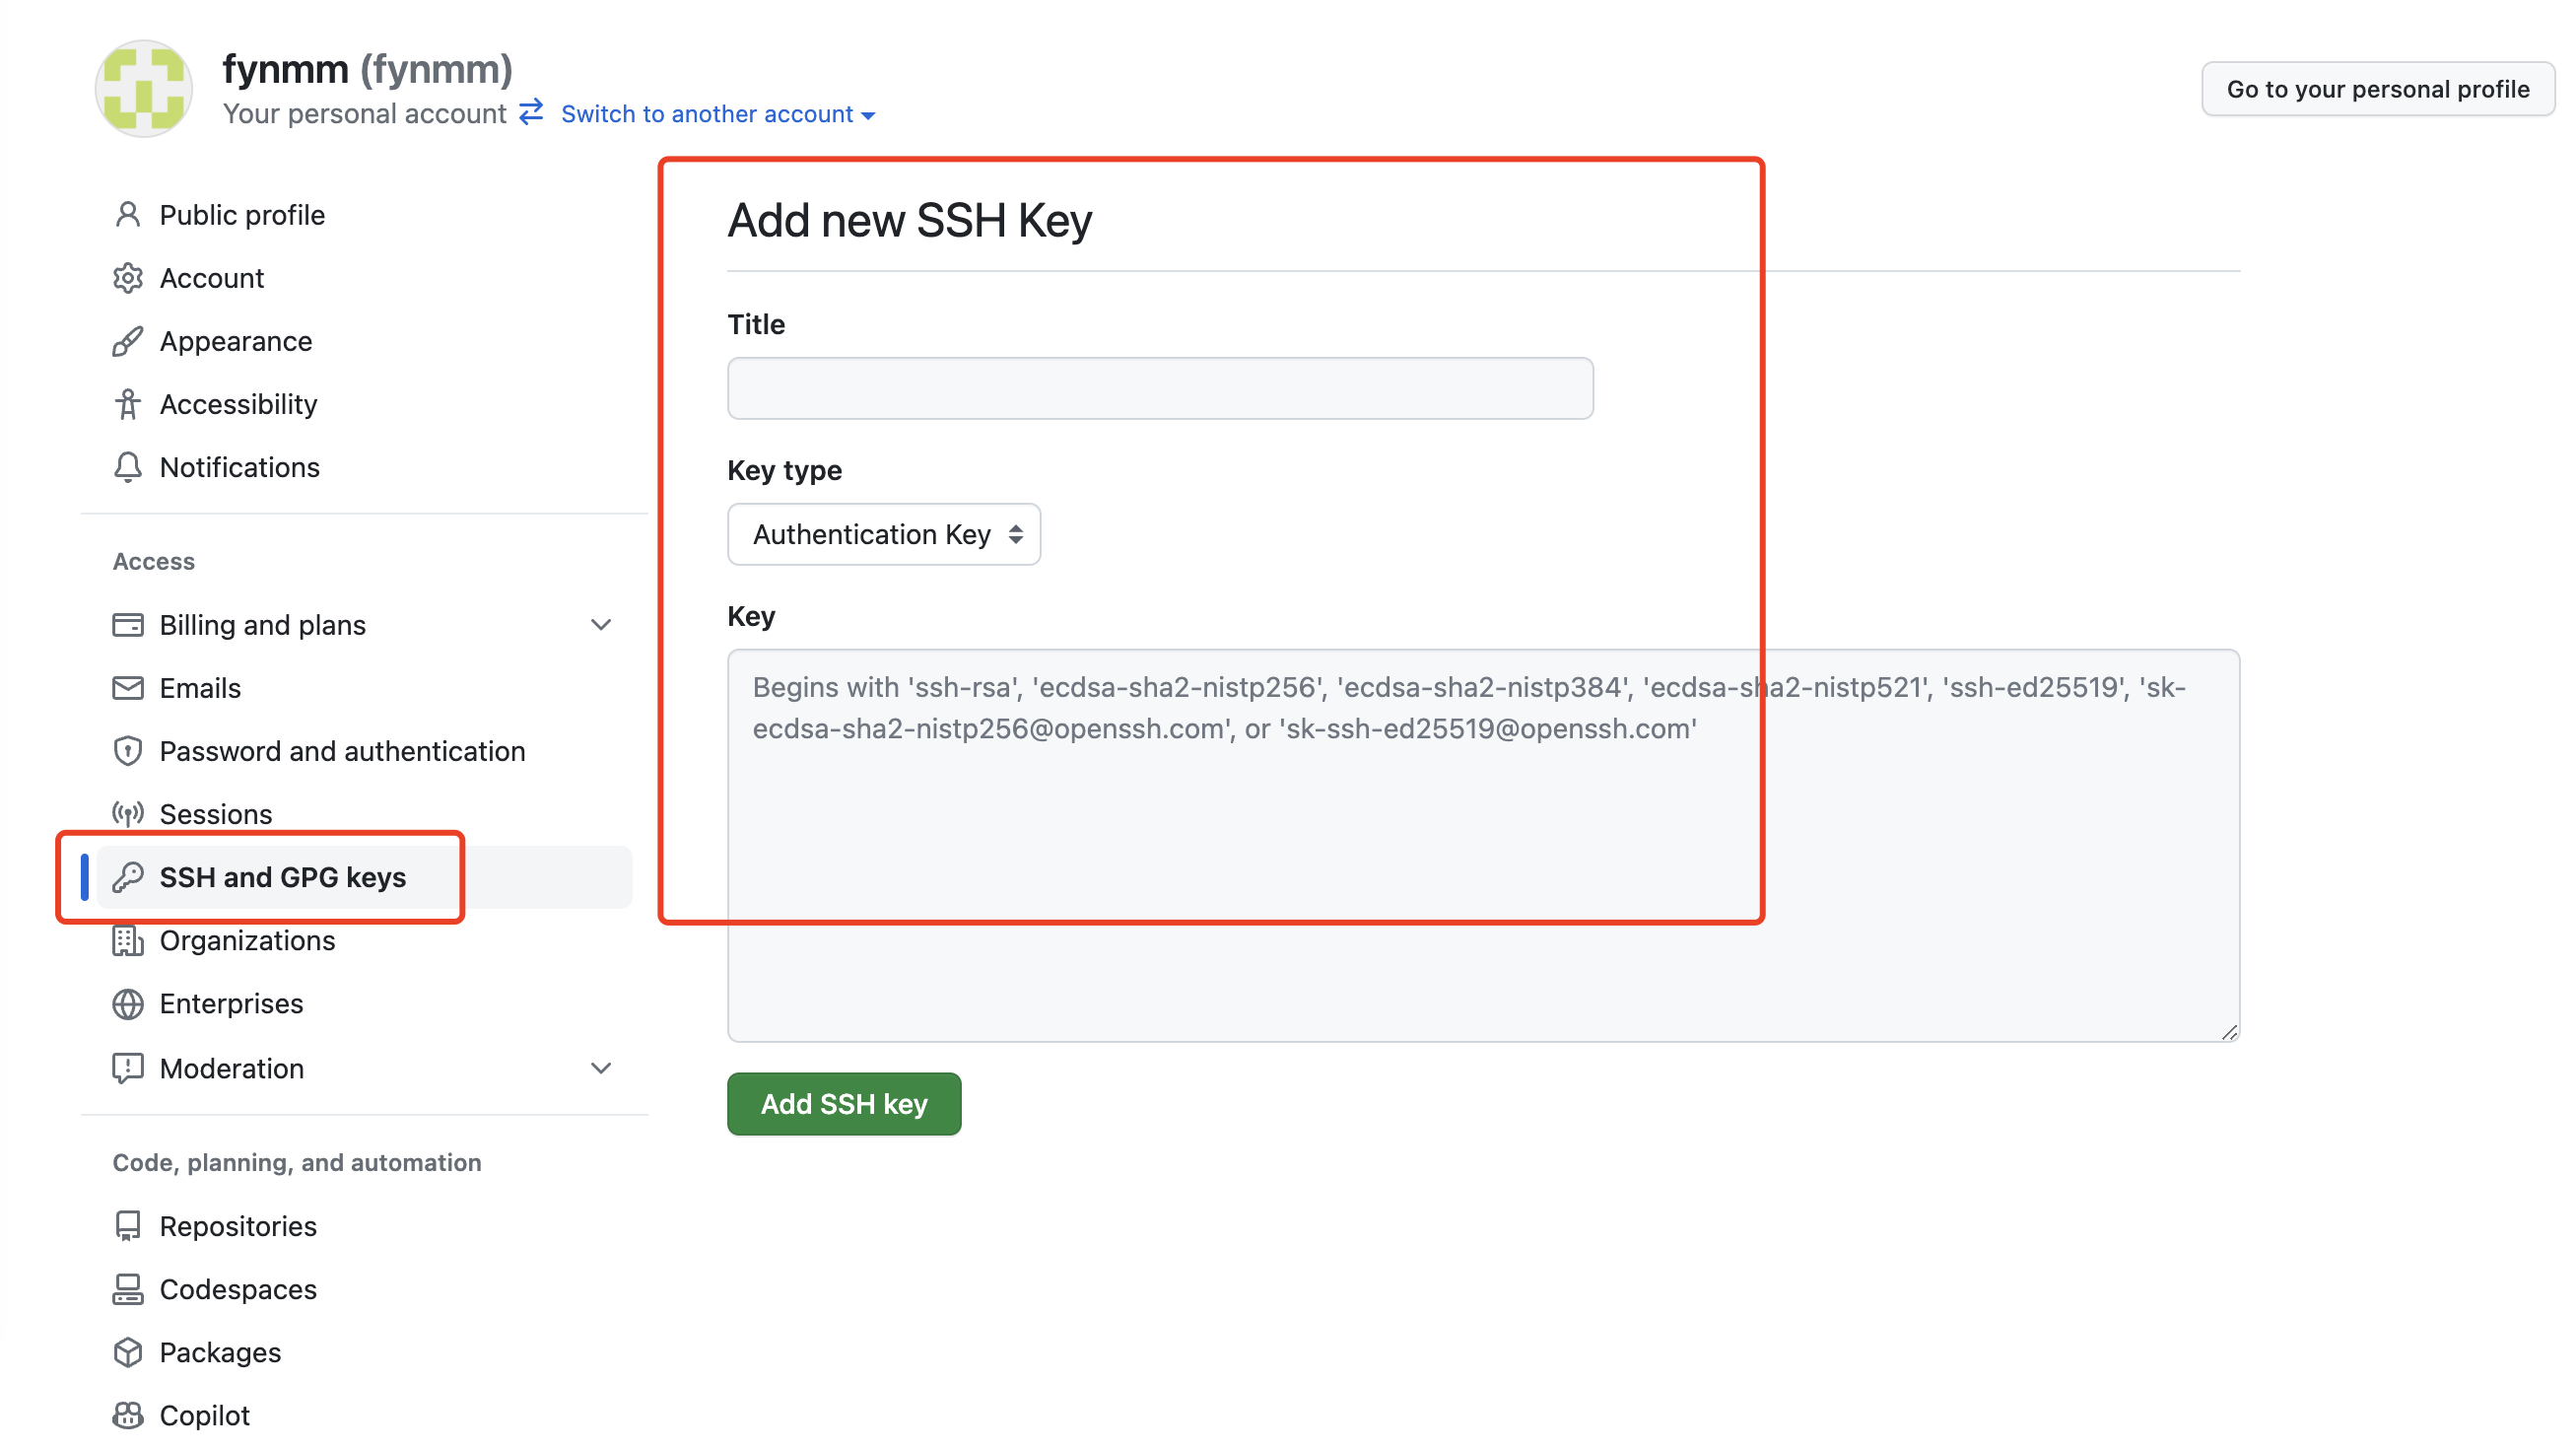 fynmm (fynmm)
Your personal account Switch to another account
Go to your personal profile
Public profile
Account
Appearance
Accessibility
Notifications
Access
Billing and plans
Emails
Password and authentication
Sessions
SSH and GPG keys
Organizations
Enterprises
Moderation
Code, planning, and automation
Repositories
Codespaces
Packages
Copilot
Add new SSH Key
Title
Key type
Authentication Key
Key
Begins with 'ssh-rsa', 'ecdsa-sha2-nistp256', 'ecdsa-sha2-nistp384', 'ecdsa-sha2-nistp521', 'ssh-ed25519', 'sk-
ecdsa-sha2-nistp256@openssh.com', or 'sk-ssh-ed25519@openssh.com'
Add SSH key